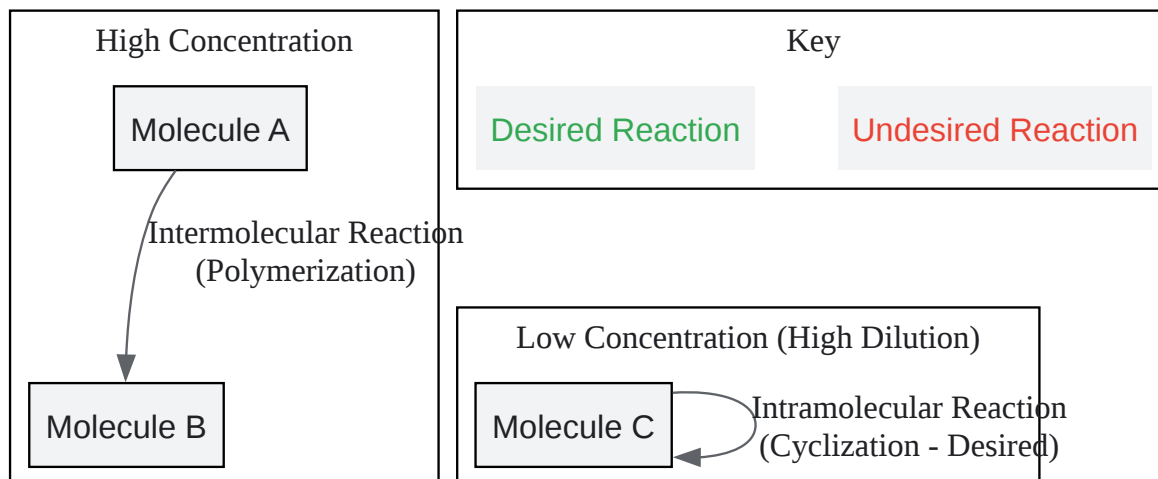 High Concentration
Molecule A
Intermolecular Reaction
(Polymerization)
Molecule B
Key
Desired Reaction
Undesired Reaction
Low Concentration (High Dilution)
Molecule C
Intramolecular Reaction
(Cyclization - Desired)